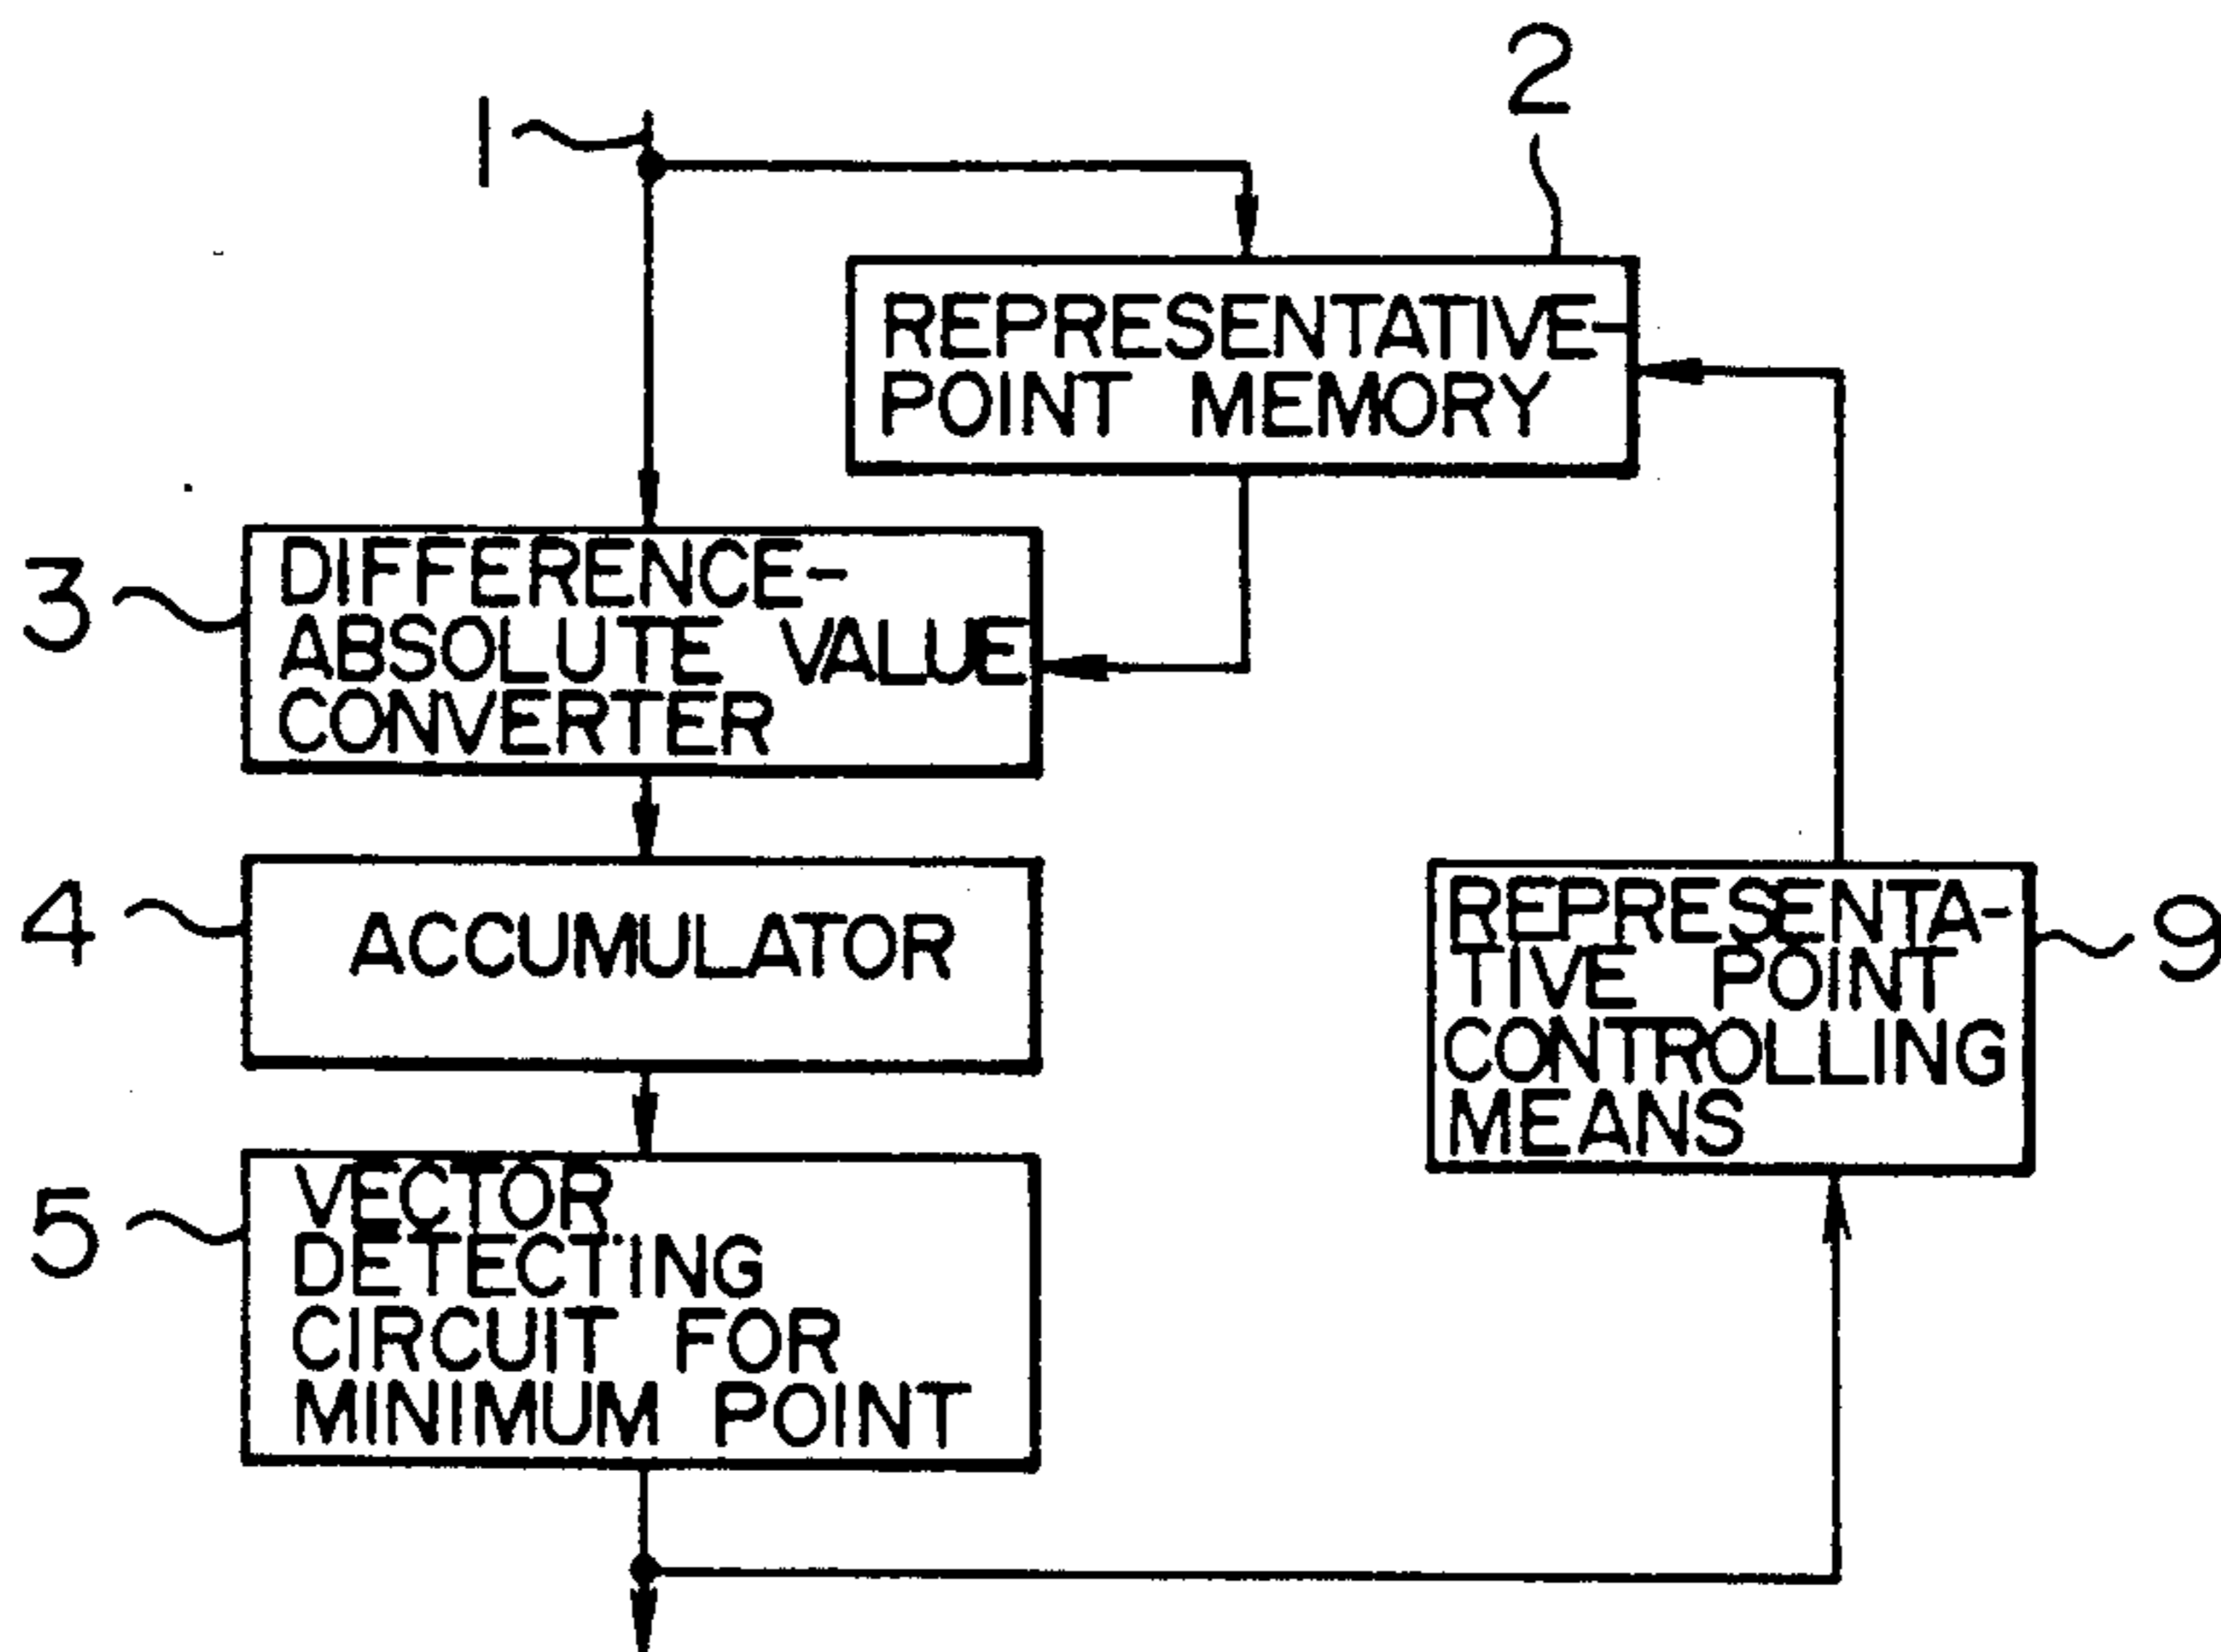 1
2
REPRESENTATIVE-
POINT MEMORY
3
DIFFERENCE-
ABSOLUTE VALUE
CONVERTER
4
ACCUMULATOR
REPRESENTA-
TIVE POINT
CONTROLLING
MEANS
9
5
VECTOR
DETECTING
CIRCUIT FOR
MINIMUM POINT